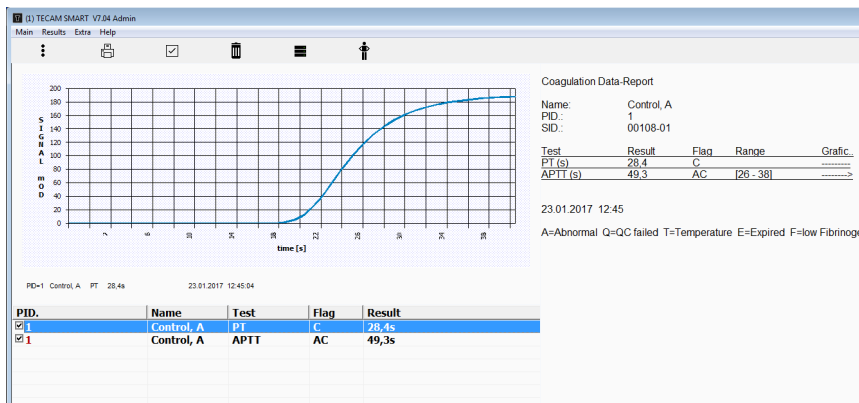 (1) TECAM SMART V7.04 Admin
Main Results Extra Help
200
180
160
140
120
100
80
60
40
20
0
SIGNAL mOD
2 6 10 14 18 22 26 30 34 38
time [s]
PID=1 Control, A PT 28,4s 23.01.2017 12:45:04
PID. Name Test Flag Result
1 Control, A PT C 28,4s
1 Control, A APTT AC 49,3s
Coagulation Data-Report
Name: Control, A
PID.: 1
SID.: 00108-01
Test Result Flag Range Grafic..
PT (s) 28,4 C ---------
APTT (s) 49,3 AC [26 - 38] -------->
23.01.2017 12:45
A=Abnormal Q=QC failed T=Temperature E=Expired F=low Fibrinoge